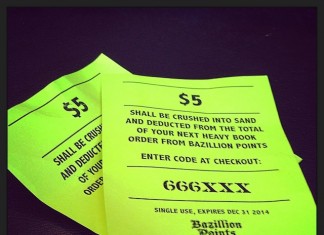 $5
SHALL BE CRUSHED
AND DEDUCTED
OF YOUR
ORDER
$5
SHALL BE CRUSHED INTO SAND
AND DEDUCTED FROM THE TOTAL
OF YOUR NEXT HEAVY BOOK
ORDER FROM BAZILLION POINTS
ENTER CODE AT CHECKOUT:
666XXX
SINGLE USE, EXPIRES DEC 31 2014
Bazillion
Points